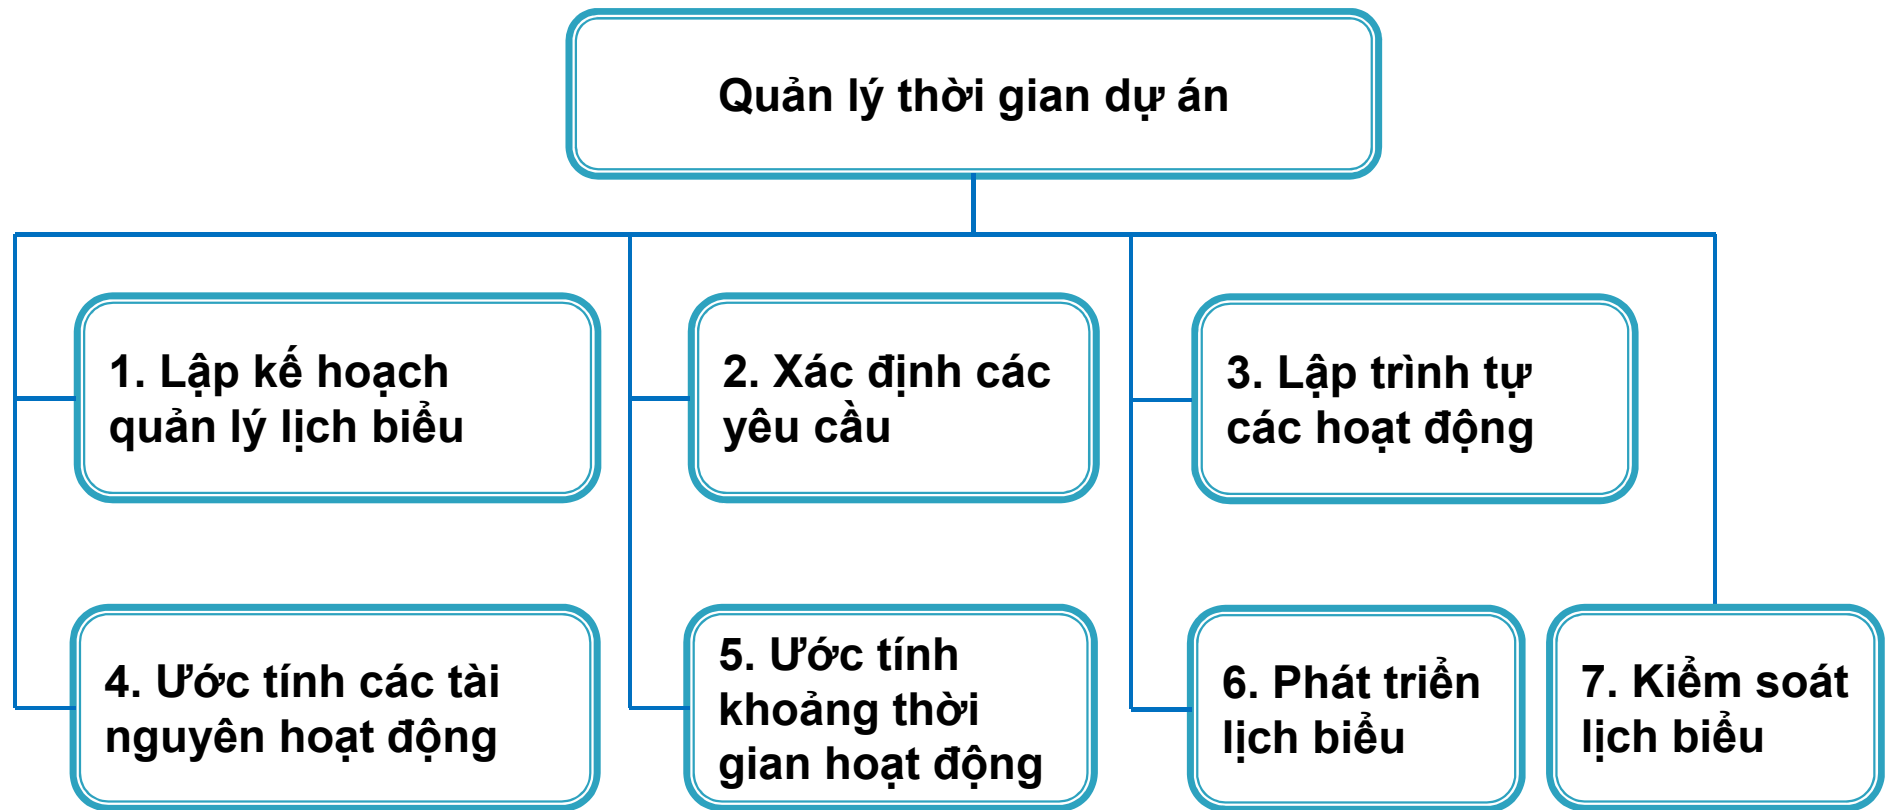 Quản lý thời gian dự án
1. Lập kế hoạch
quản lý lịch biểu
2. Xác định các
yêu cầu
3. Lập trình tự
các hoạt động
4. Ước tính các tài
nguyên hoạt động
5. Ước tính
khoảng thời
gian hoạt động
6. Phát triển
lịch biểu
7. Kiểm soát
lịch biểu